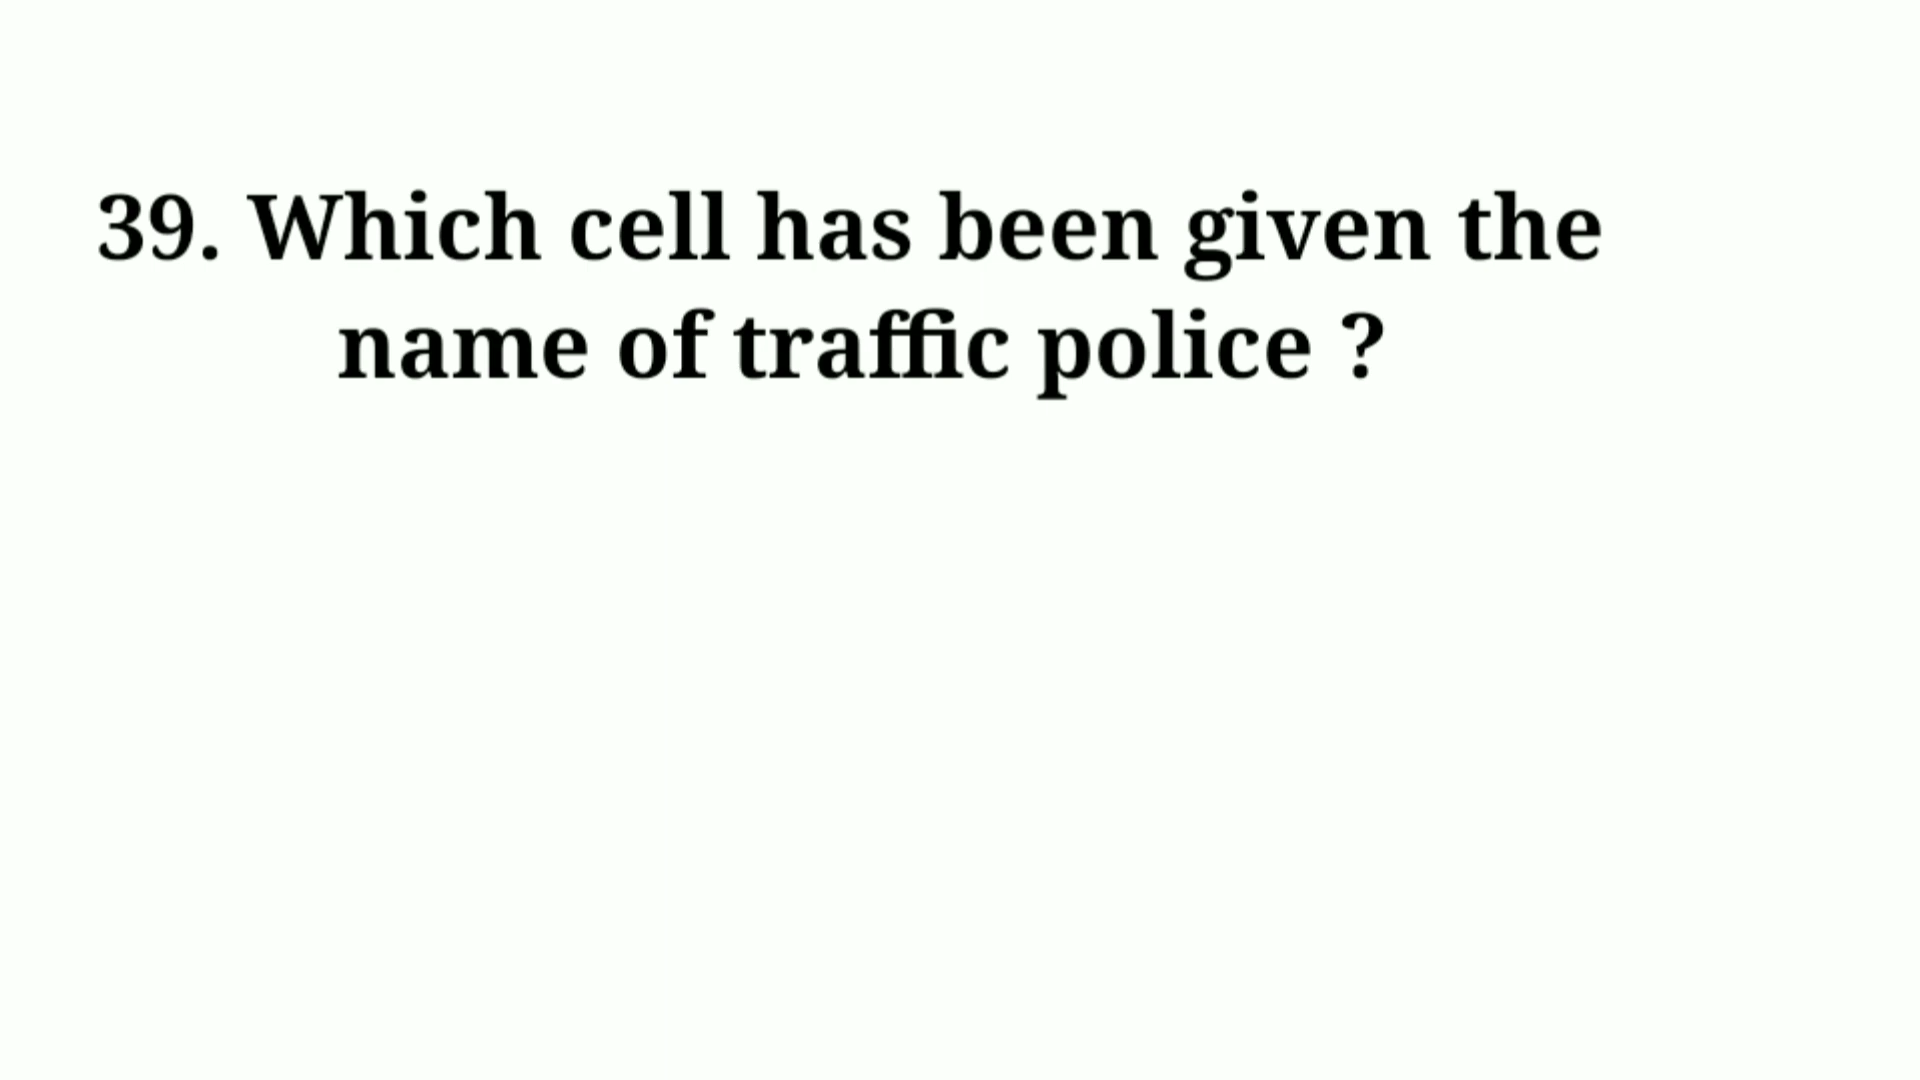 39. Which cell has been given the
name of traffic police ?